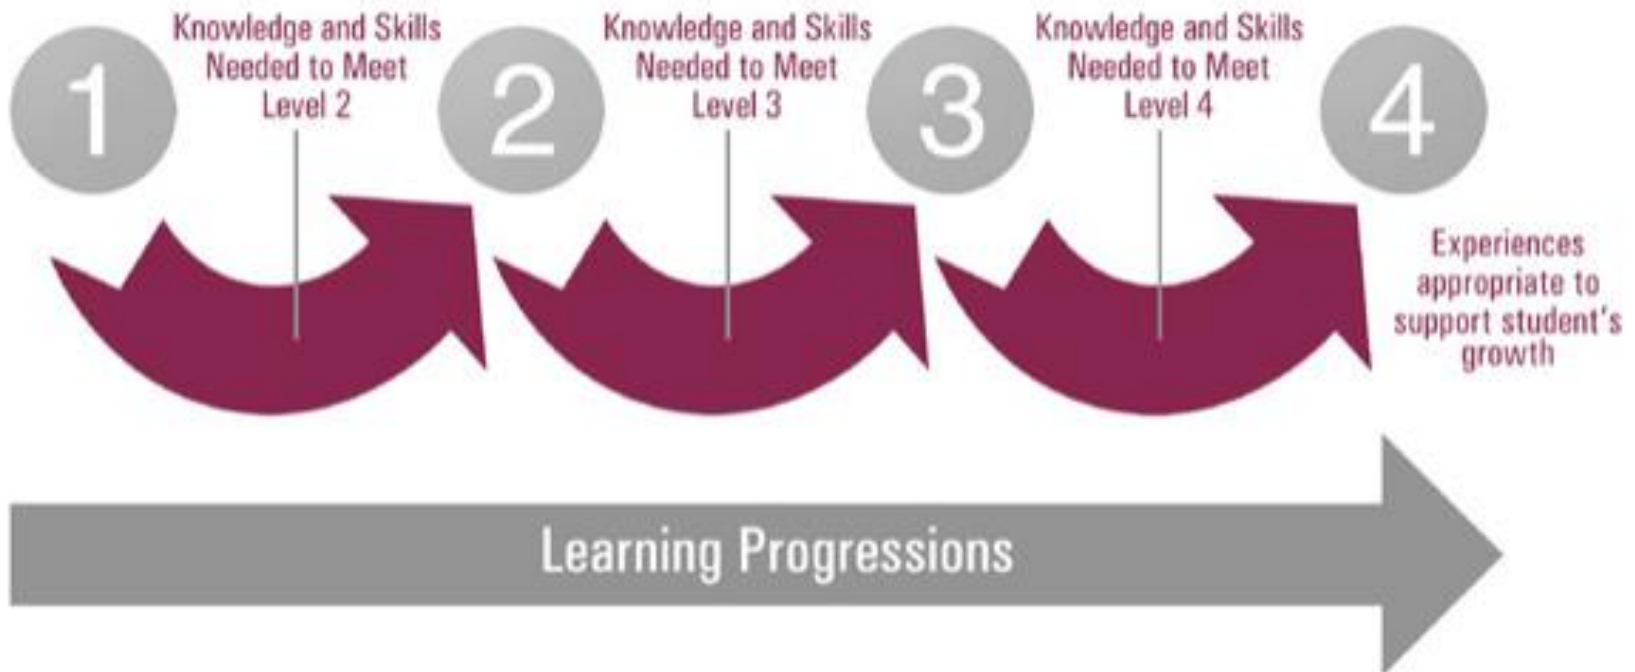 1
Knowledge and Skills
Needed to Meet
Level 2
2
Knowledge and Skills
Needed to Meet
Level 3
3
Knowledge and Skills
Needed to Meet
Level 4
4
Experiences
appropriate to
support student's
growth
Learning Progressions